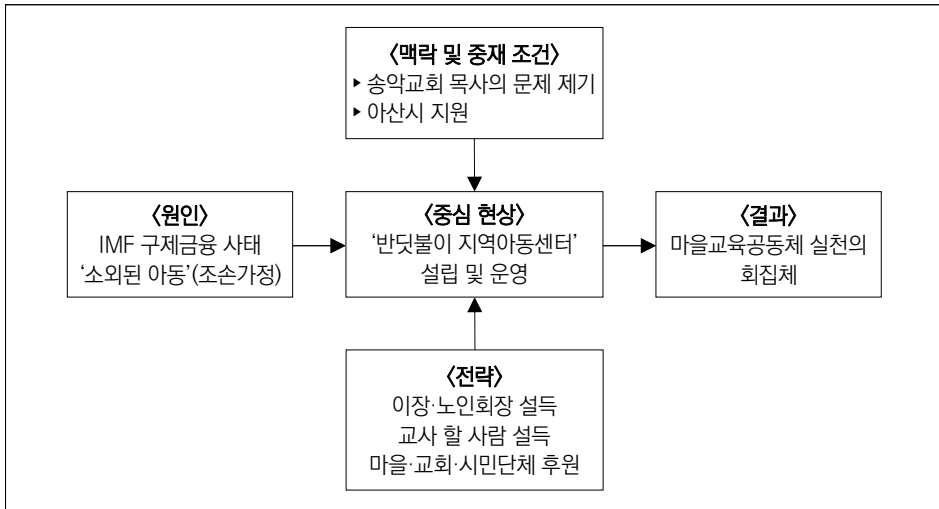 〈맥락 및 중재 조건〉
▸ 송악교회 목사의 문제 제기
▸ 아산시 지원
〈원인〉
IMF 구제금융 사태
‘소외된 아동’(조손가정)
〈중심 현상〉
‘반딧불이 지역아동센터’
설립 및 운영
〈결과〉
마을교육공동체 실천의
회집체
〈전략〉
이장·노인회장 설득
교사 할 사람 설득
마을·교회·시민단체 후원